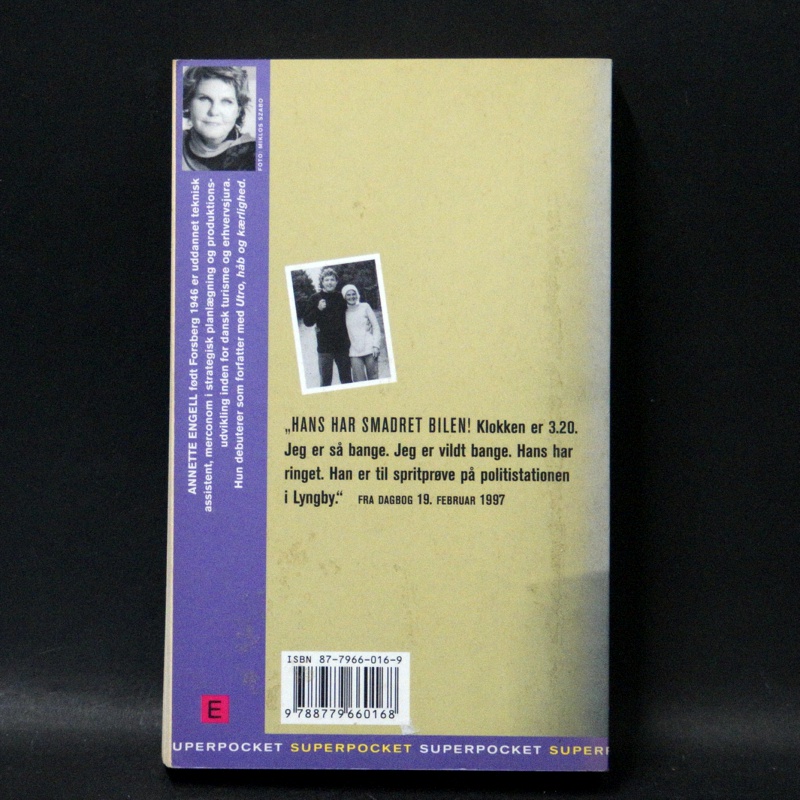 FOTO: MIKLOS SZABO
ANNETTE ENGELL født Forsberg 1946 er uddannet teknisk
assistent, merconom i strategisk planlægning og produktions-
udvikling inden for dansk turisme og erhvervsjura.
Hun debuterer som forfatter med Utro, håb og kærlighed.
„HANS HAR SMADRET BILEN! Klokken er 3.20.
Jeg er så bange. Jeg er vildt bange. Hans har
ringet. Han er til spritprøve på politistationen
i Lyngby.“ FRA DAGBOG 19. FEBRUAR 1997
ISBN 87-7966-016-9
9 788779 660168
E
UPERPOCKET SUPERPOCKET SUPERPOCKET SUPERP